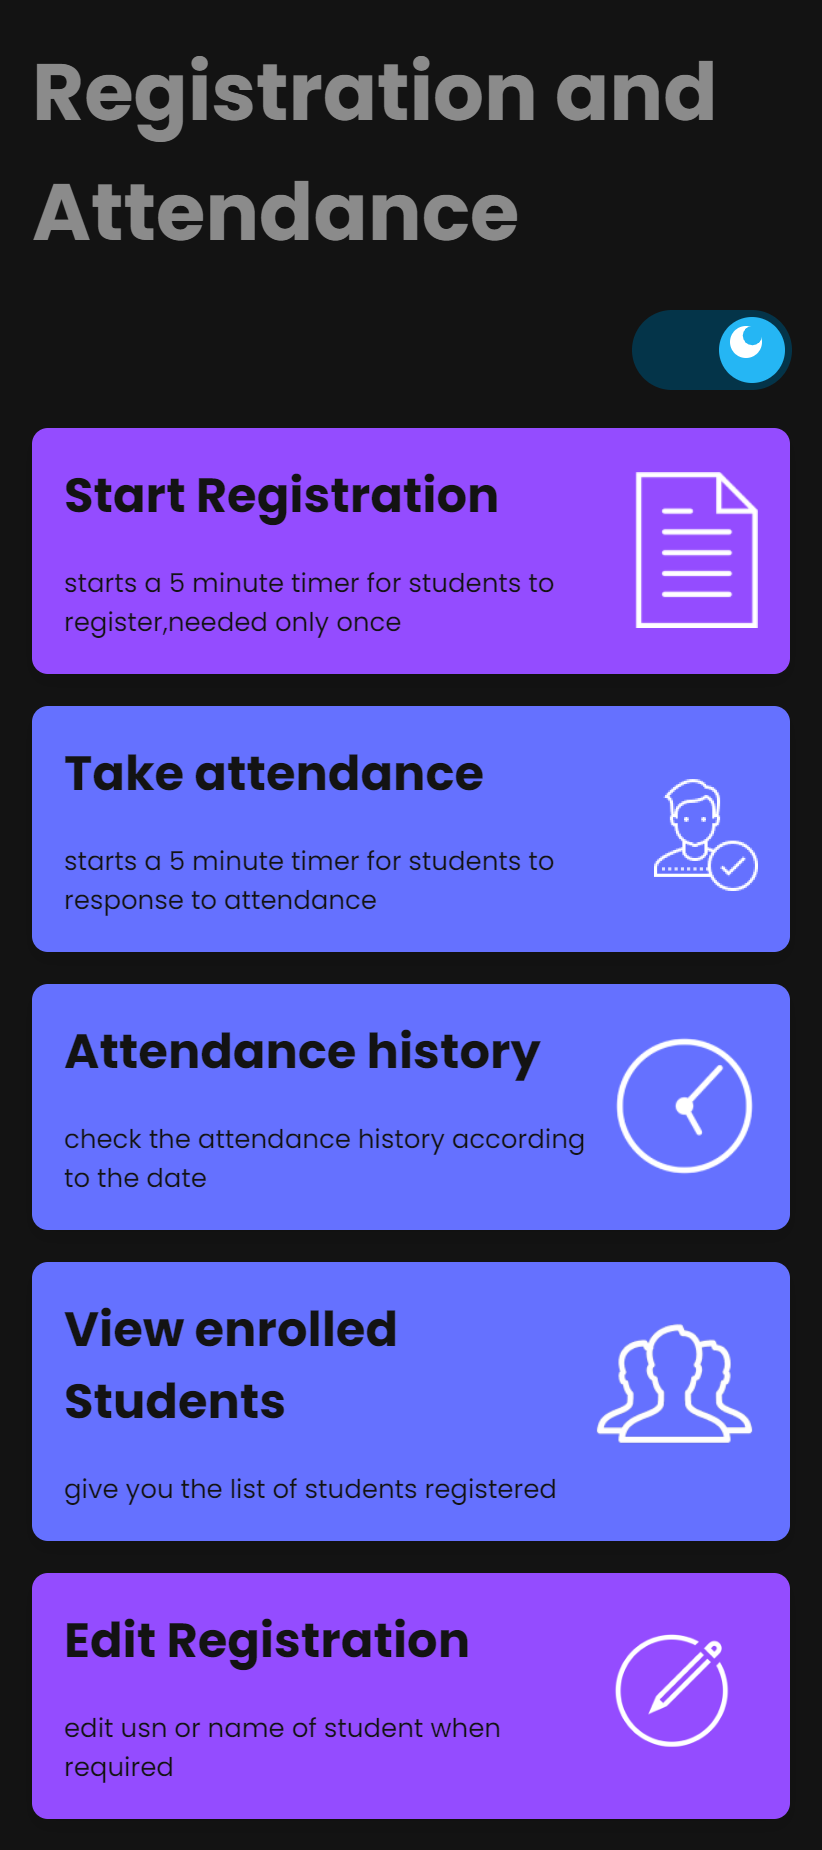 Registration and
Attendance
Start Registration
starts a 5 minute timer for students to
register,needed only once
Take attendance
starts a 5 minute timer for students to
response to attendance
Attendance history
check the attendance history according
to the date
View enrolled
Students
give you the list of students registered
Edit Registration
edit usn or name of student when
required